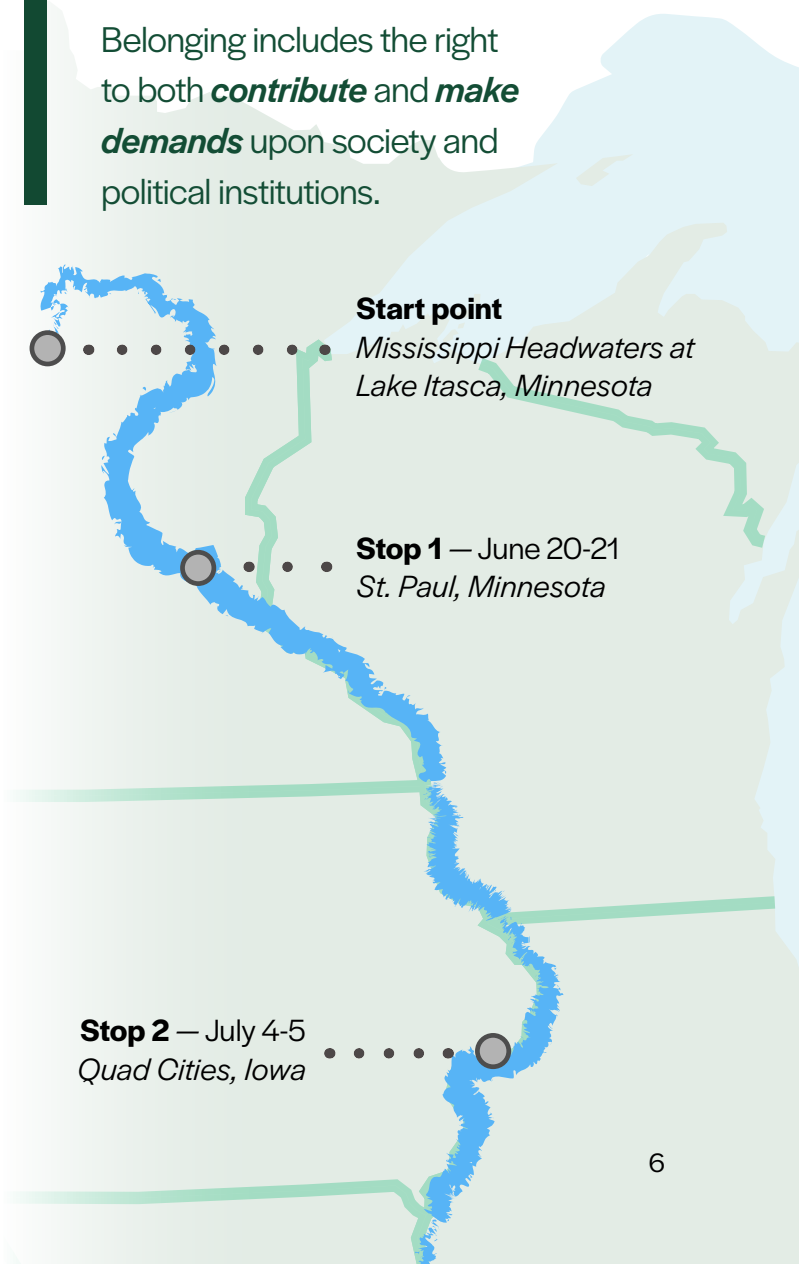 Belonging includes the right
to both contribute and make
demands upon society and
political institutions.
Start point
Mississippi Headwaters at
Lake Itasca, Minnesota
Stop 1 — June 20-21
St. Paul, Minnesota
Stop 2 — July 4-5
Quad Cities, Iowa
6